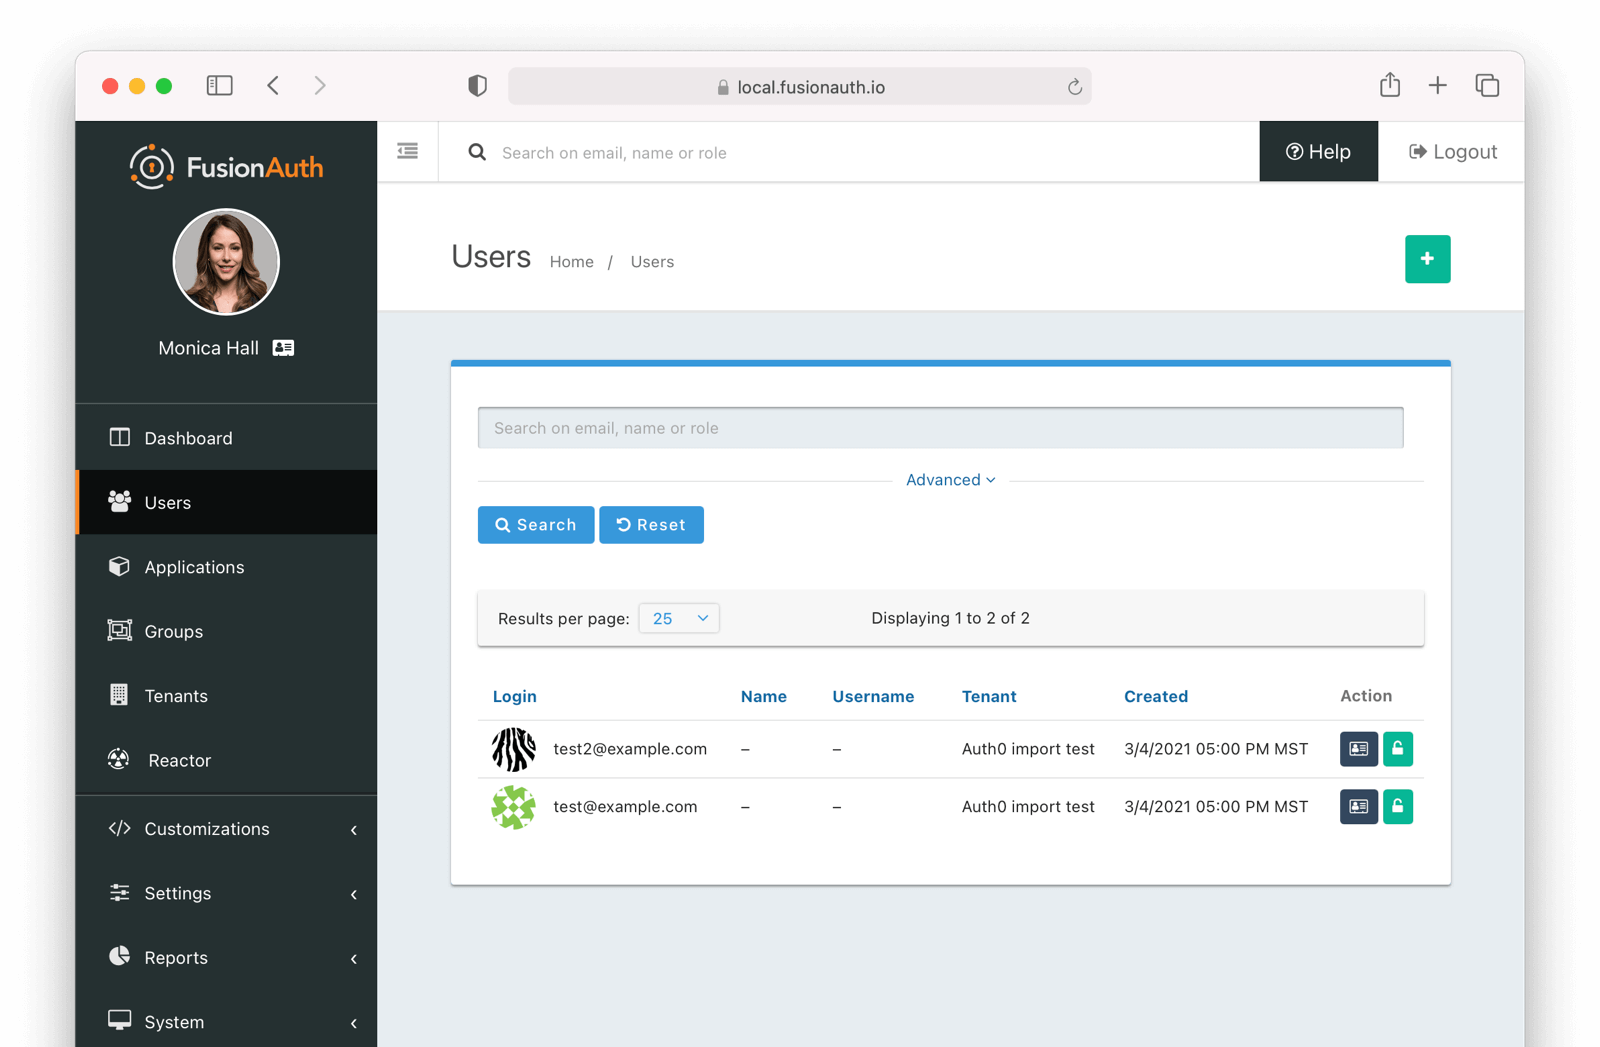 local.fusionauth.io
FusionAuth
Search on email, name or role
Help
Logout
Monica Hall
Users
Home / Users
Dashboard
Users
Applications
Groups
Tenants
Reactor
Customizations
Settings
Reports
System
Search on email, name or role
Advanced
Search
Reset
Results per page: 25
Displaying 1 to 2 of 2
Login Name Username Tenant Created Action
test2@example.com – – Auth0 import test 3/4/2021 05:00 PM MST
test@example.com – – Auth0 import test 3/4/2021 05:00 PM MST